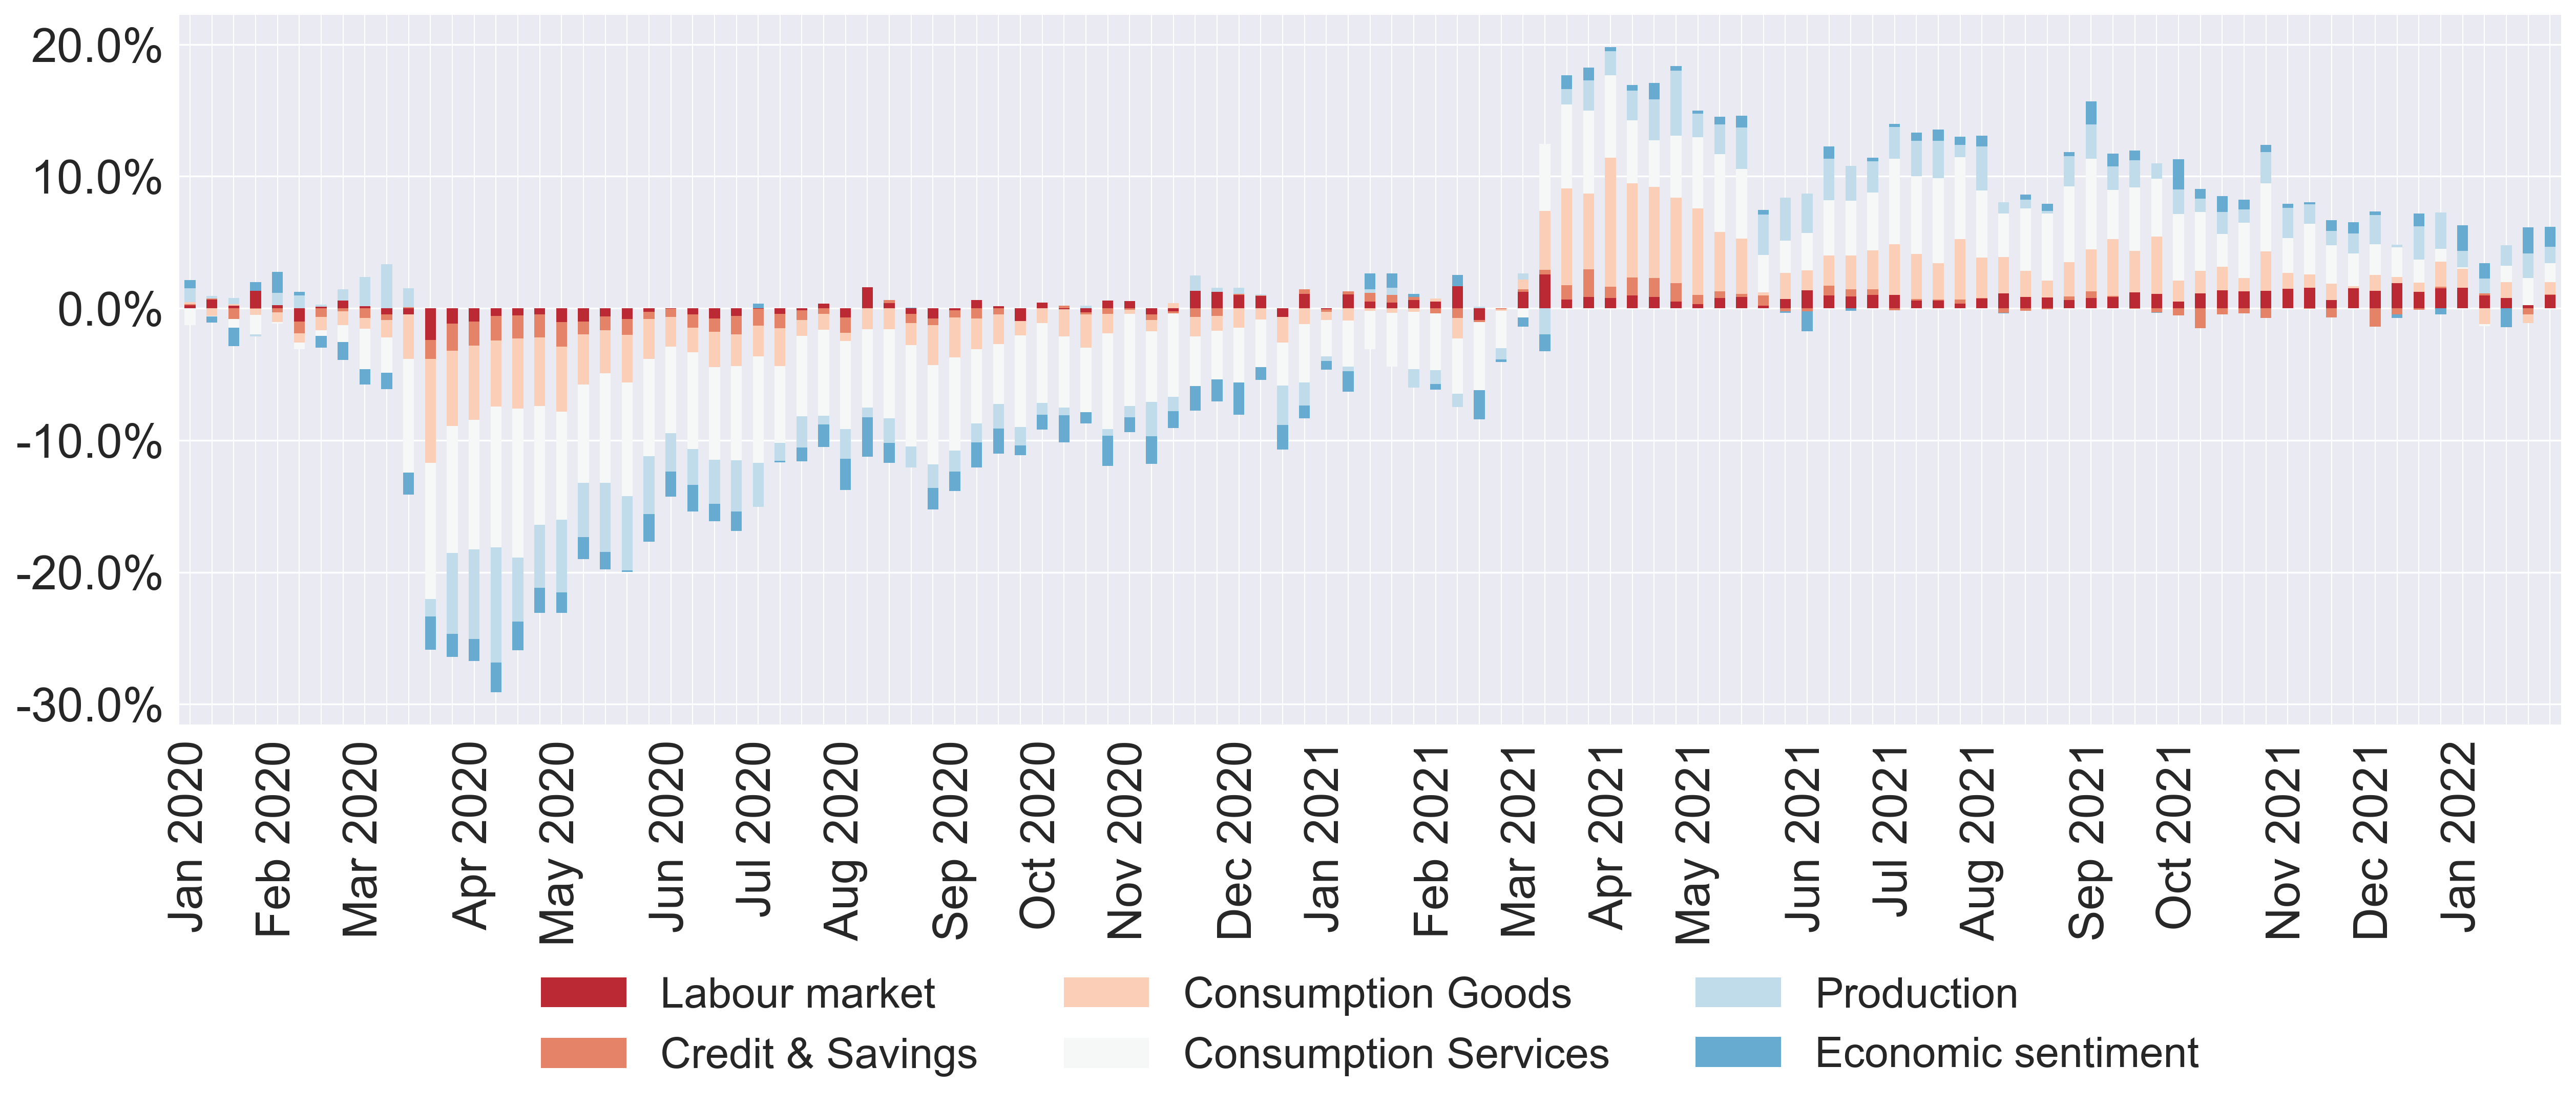 20.0%
10.0%
0.0%
-10.0%
-20.0%
-30.0%
Jan 2020
Feb 2020
Mar 2020
Apr 2020
May 2020
Jun 2020
Jul 2020
Aug 2020
Sep 2020
Oct 2020
Nov 2020
Dec 2020
Jan 2021
Feb 2021
Mar 2021
Apr 2021
May 2021
Jun 2021
Jul 2021
Aug 2021
Sep 2021
Oct 2021
Nov 2021
Dec 2021
Jan 2022
Labour market
Credit & Savings
Consumption Goods
Consumption Services
Production
Economic sentiment